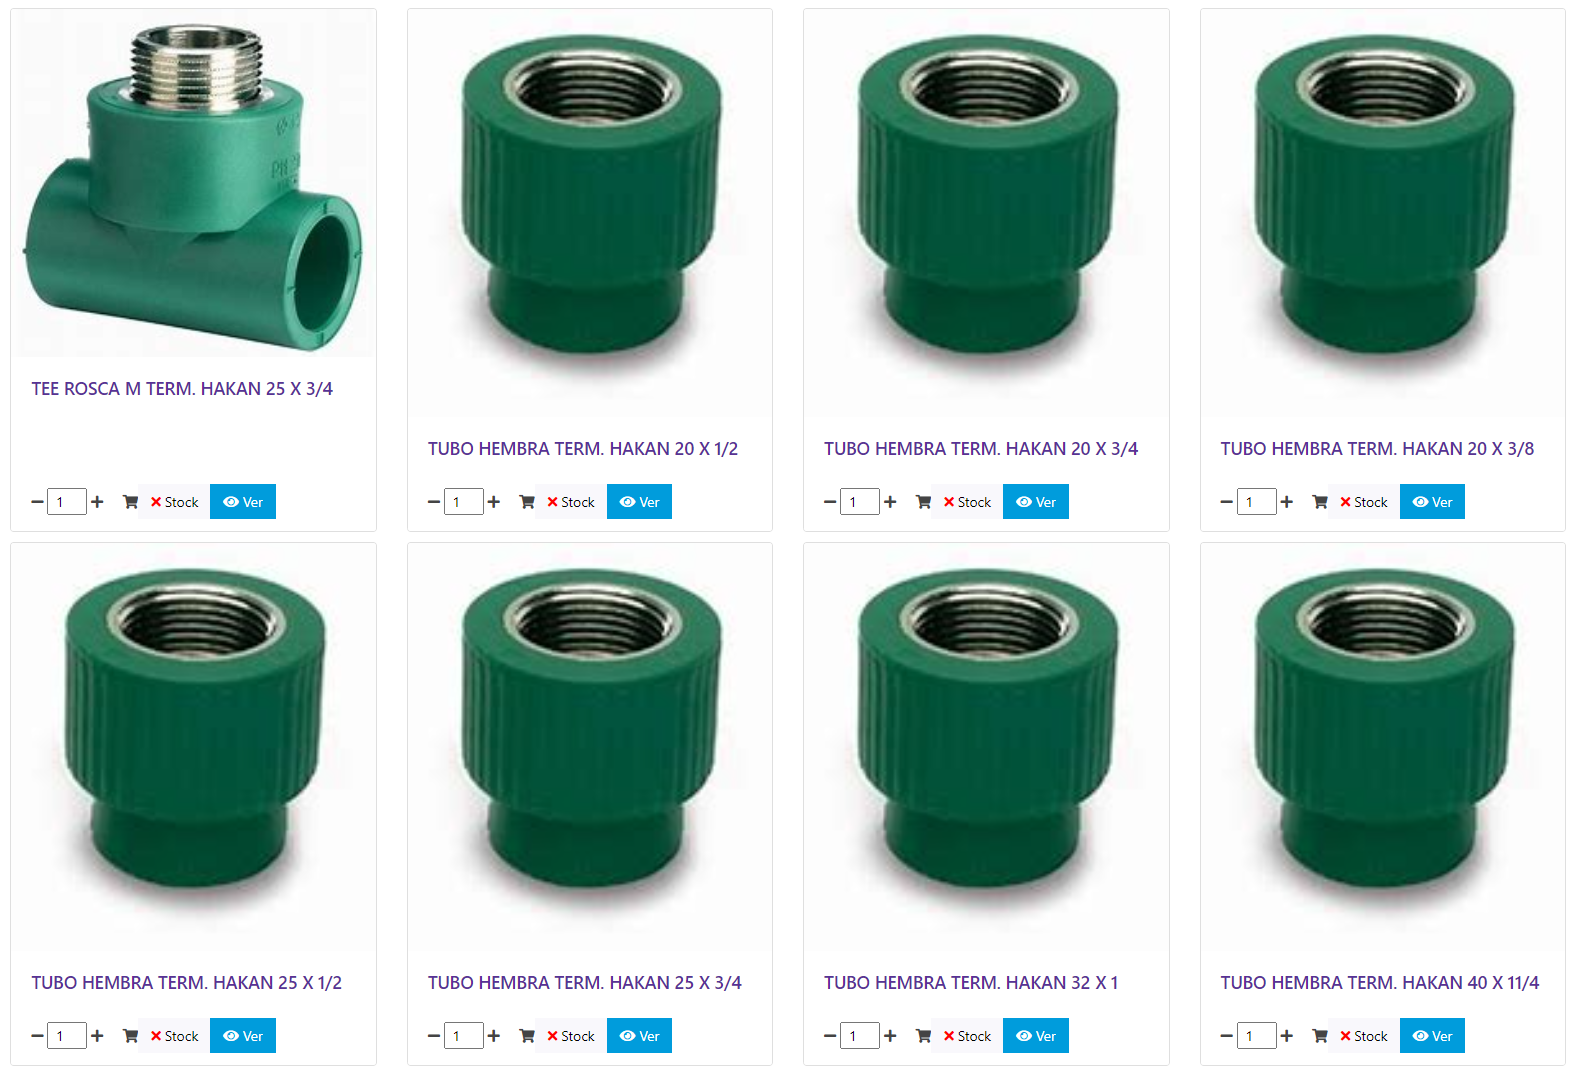 TEE ROSCA M TERM. HAKAN 25 X 3/4
1 Stock Ver
TUBO HEMBRA TERM. HAKAN 20 X 1/2
1 Stock Ver
TUBO HEMBRA TERM. HAKAN 20 X 3/4
1 Stock Ver
TUBO HEMBRA TERM. HAKAN 20 X 3/8
1 Stock Ver
TUBO HEMBRA TERM. HAKAN 25 X 1/2
1 Stock Ver
TUBO HEMBRA TERM. HAKAN 25 X 3/4
1 Stock Ver
TUBO HEMBRA TERM. HAKAN 32 X 1
1 Stock Ver
TUBO HEMBRA TERM. HAKAN 40 X 11/4
1 Stock Ver